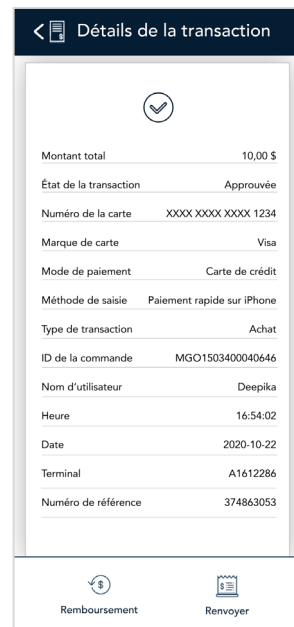 Détails de la transaction
Montant total 10,00 $
État de la transaction Approuvée
Numéro de la carte XXXX XXXX XXXX 1234
Marque de carte Visa
Mode de paiement Carte de crédit
Méthode de saisie Paiement rapide sur iPhone
Type de transaction Achat
ID de la commande MGO1503400040646
Nom d'utilisateur Deepika
Heure 16:54:02
Date 2020-10-22
Terminal A1612286
Numéro de référence 374863053
Remboursement Renvoyer